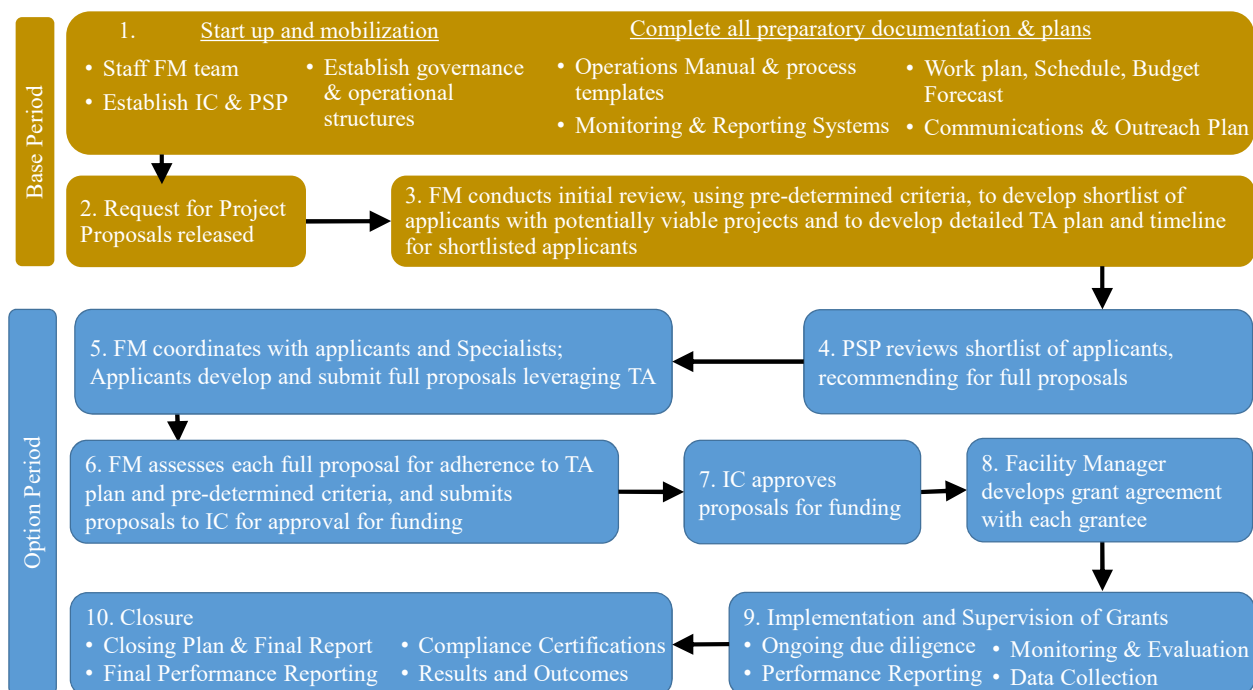 Base Period
1.
Start up and mobilization
• Staff FM team
• Establish IC & PSP
• Establish governance
& operational
structures
Complete all preparatory documentation & plans
• Operations Manual & process
templates
• Monitoring & Reporting Systems
• Work plan, Schedule, Budget
Forecast
• Communications & Outreach Plan
2. Request for Project
Proposals released
3. FM conducts initial review, using pre-determined criteria, to develop shortlist of
applicants with potentially viable projects and to develop detailed TA plan and timeline
for shortlisted applicants
Option Period
4. PSP reviews shortlist of applicants,
recommending for full proposals
5. FM coordinates with applicants and Specialists;
Applicants develop and submit full proposals leveraging TA
6. FM assesses each full proposal for adherence to TA
plan and pre-determined criteria, and submits
proposals to IC for approval for funding
7. IC approves
proposals for funding
8. Facility Manager
develops grant agreement
with each grantee
9. Implementation and Supervision of Grants
• Ongoing due diligence
• Performance Reporting
• Monitoring & Evaluation
• Data Collection
10. Closure
• Closing Plan & Final Report
• Final Performance Reporting
• Compliance Certifications
• Results and Outcomes